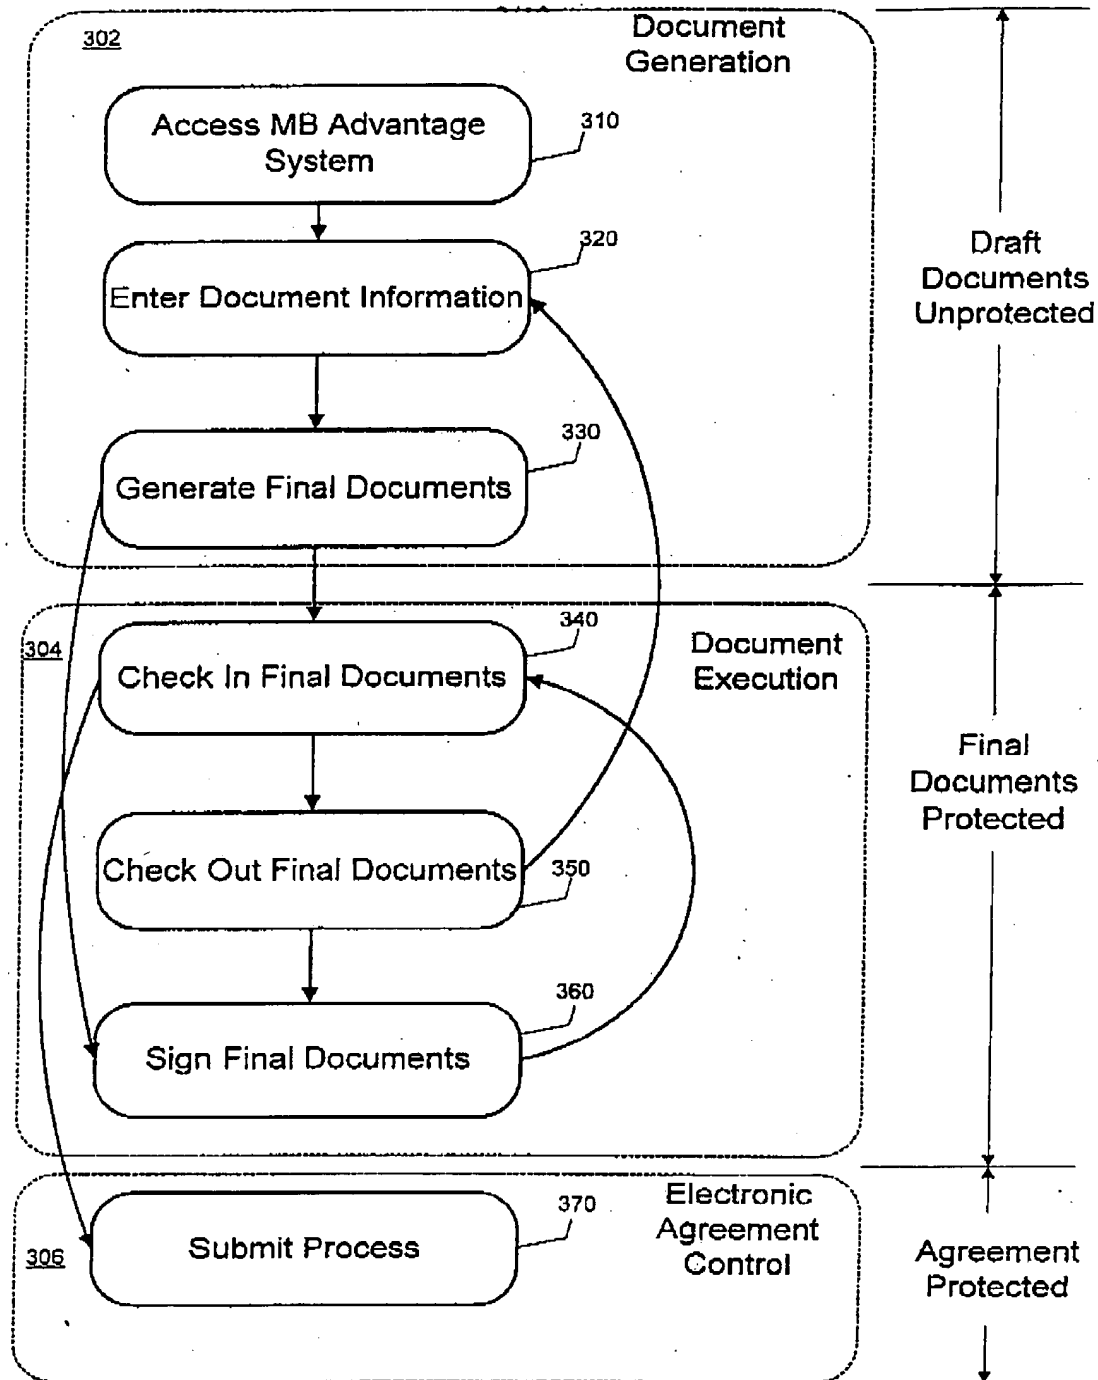 302
Document
Generation
Access MB Advantage
System
310
320
Enter Document Information
Draft
Documents
Unprotected
330
Generate Final Documents
304
340
Document
Execution
Check In Final Documents
Final
Documents
Protected
Check Out Final Documents
350
360
Sign Final Documents
Electronic
Agreement
Control
370
306
Submit Process
Agreement
Protected